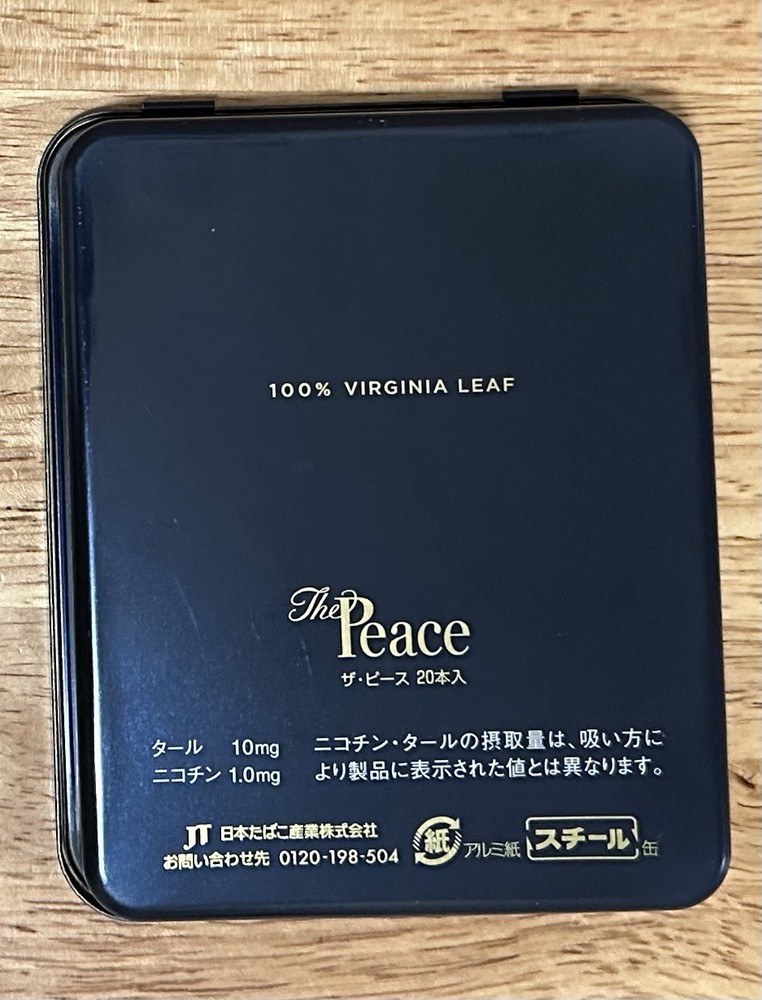 100% VIRGINIA LEAF
The Peace
ザ・ピース 20本入
タール 10mg
ニコチン 1.0mg
ニコチン・タールの摂取量は、吸い方に
より製品に表示された値とは異なります。
JT 日本たばこ産業株式会社
お問い合わせ先 0120-198-504
紙 アルミ紙 スチール 缶